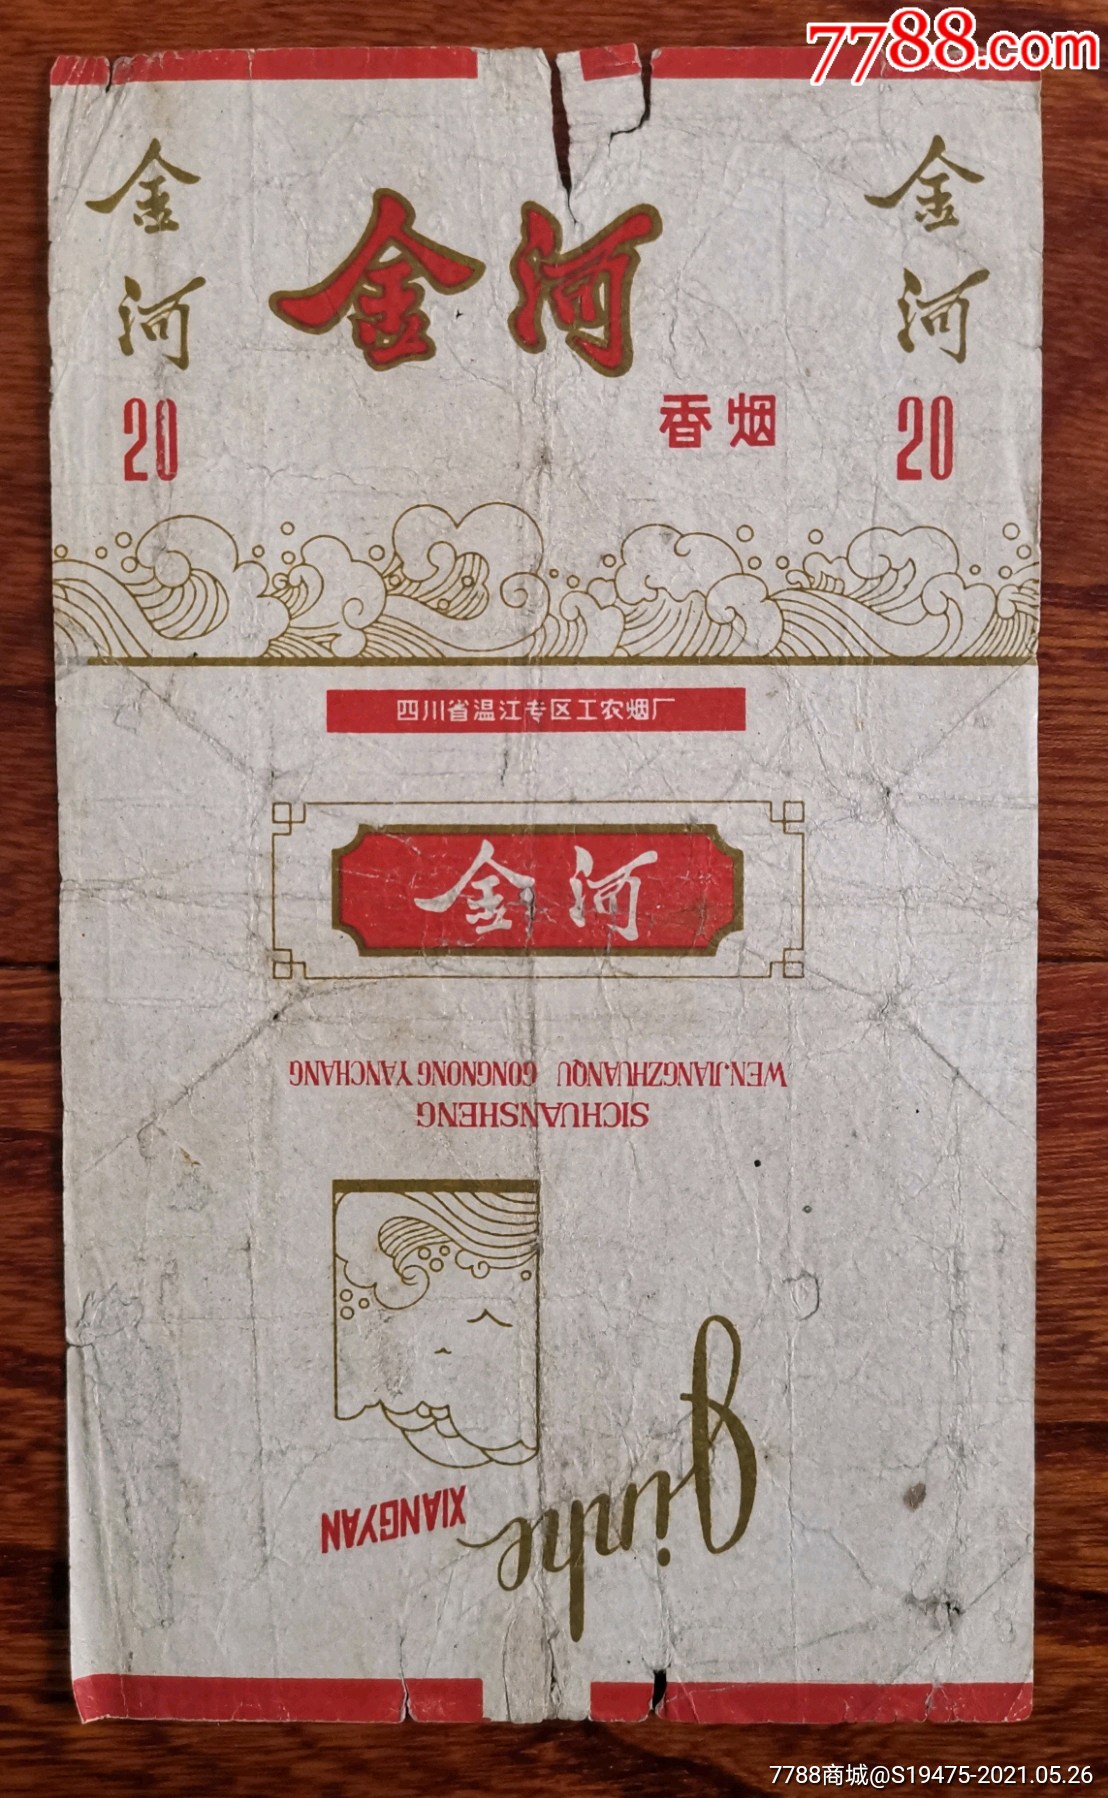 7788.com
金河
20
金河
香烟
金河
20
四川省温江专区工农烟厂
金河
WENJIANGZHUANQU GONGNONG YANCHANG
SICHUANSHENG
jinhe
XIANGYAN
7788商城@S19475-2021.05.26